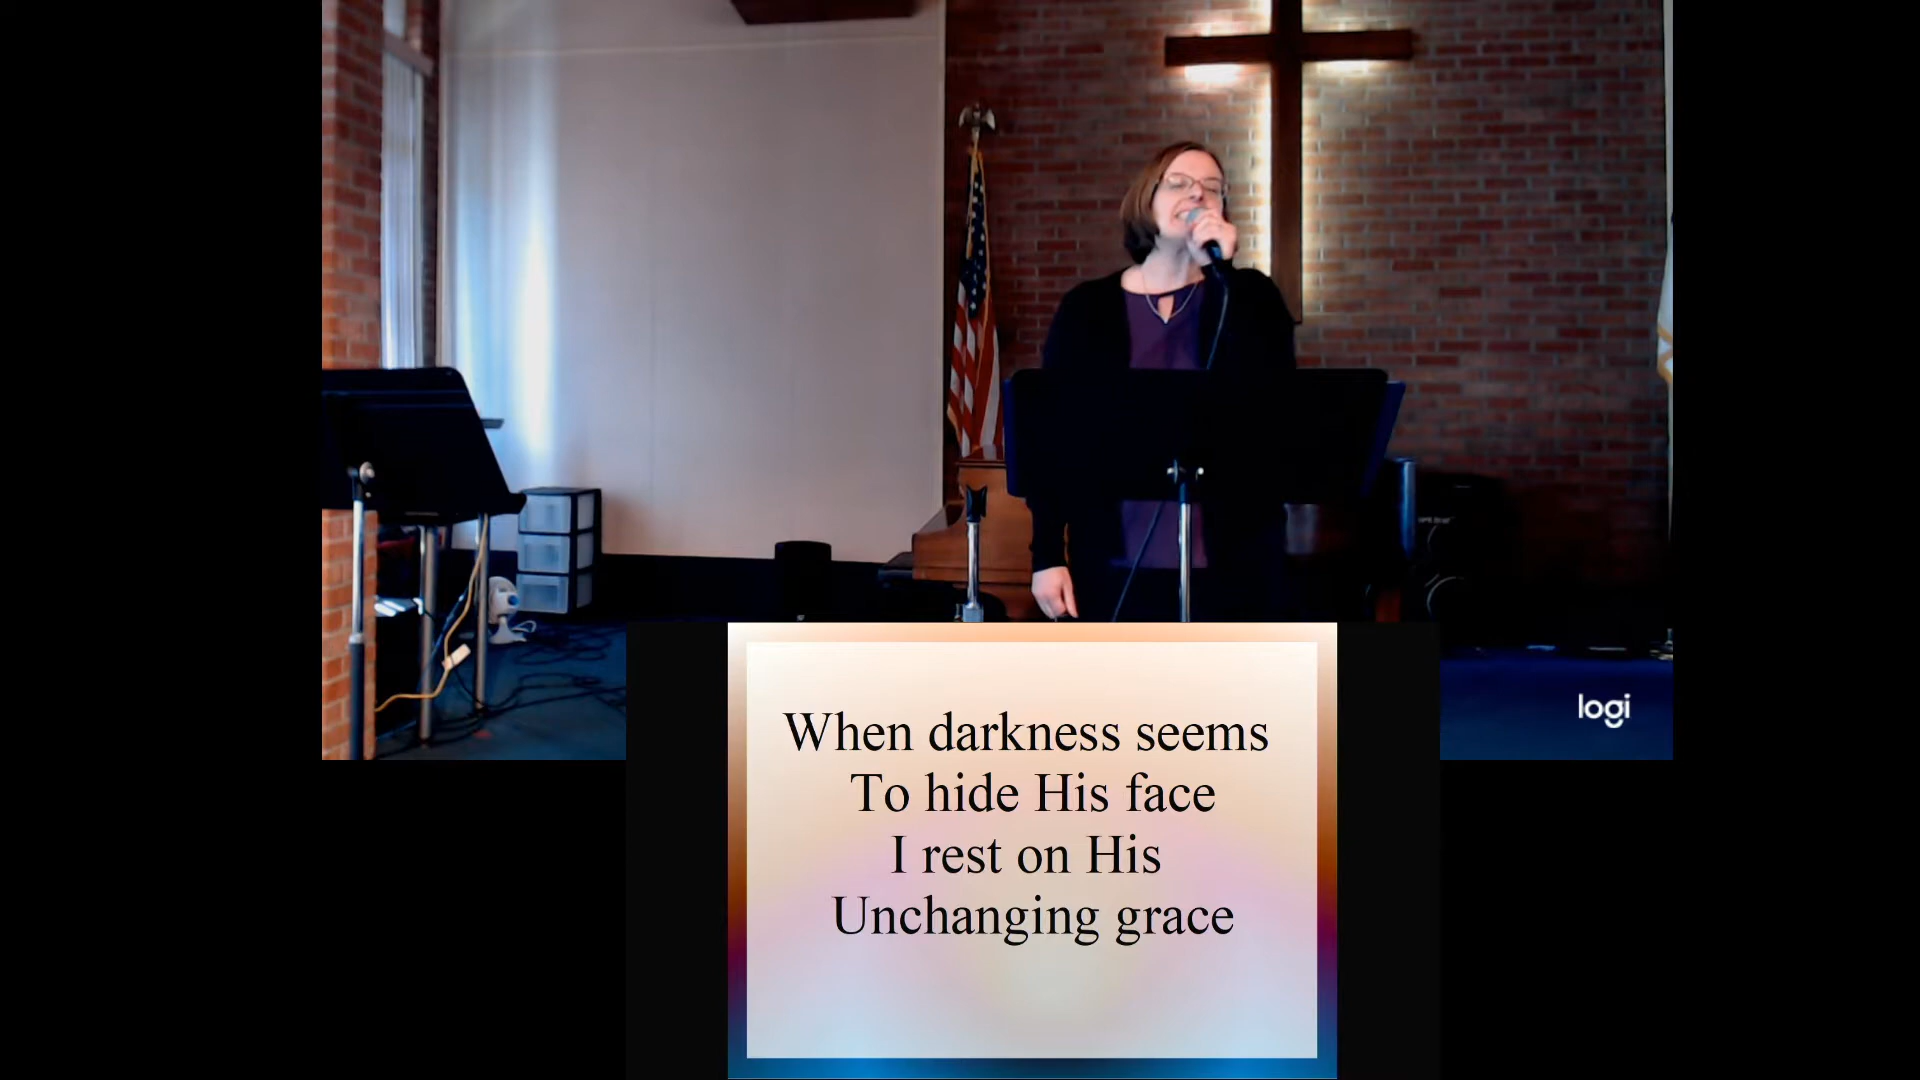 logi
When darkness seems
To hide His face
I rest on His
Unchanging grace